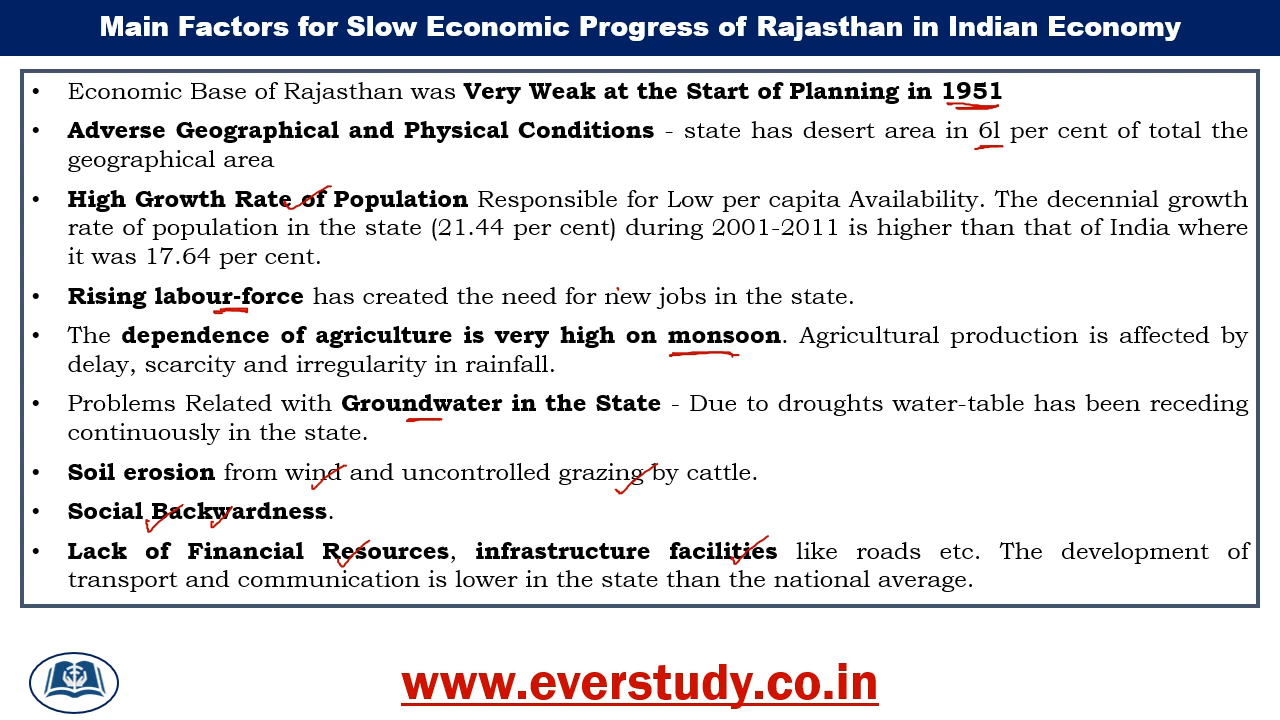 Main Factors for Slow Economic Progress of Rajasthan in Indian Economy
• Economic Base of Rajasthan was Very Weak at the Start of Planning in 1951
• Adverse Geographical and Physical Conditions - state has desert area in 6l per cent of total the
geographical area
• High Growth Rate of Population Responsible for Low per capita Availability. The decennial growth
rate of population in the state (21.44 per cent) during 2001-2011 is higher than that of India where
it was 17.64 per cent.
• Rising labour-force has created the need for new jobs in the state.
• The dependence of agriculture is very high on monsoon. Agricultural production is affected by
delay, scarcity and irregularity in rainfall.
• Problems Related with Groundwater in the State - Due to droughts water-table has been receding
continuously in the state.
• Soil erosion from wind and uncontrolled grazing by cattle.
• Social Backwardness.
• Lack of Financial Resources, infrastructure facilities like roads etc. The development of
transport and communication is lower in the state than the national average.
www.everstudy.co.in